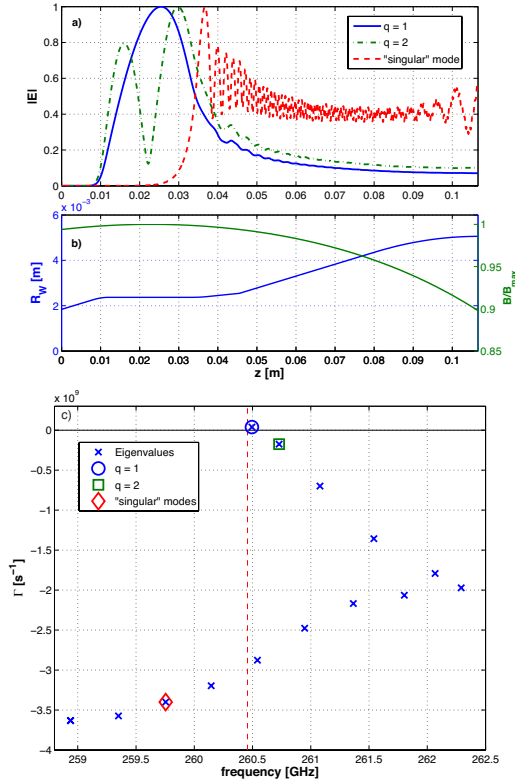 a)
1
0.8
0.6
0.4
0.2
0
|E|
q = 1
q = 2
"singular" mode
0 0.01 0.02 0.03 0.04 0.05 0.06 0.07 0.08 0.09 0.1
x 10⁻³
b)
6
4
2
0
R_W [m]
1
0.95
0.9
0.85
B/B_max
0 0.01 0.02 0.03 0.04 0.05 0.06 0.07 0.08 0.09 0.1
z [m]
x 10⁹
c)
0
−0.5
−1
−1.5
−2
−2.5
−3
−3.5
−4
Γ [s⁻¹]
Eigenvalues
q = 1
q = 2
"singular" modes
259 259.5 260 260.5 261 261.5 262 262.5
frequency [GHz]